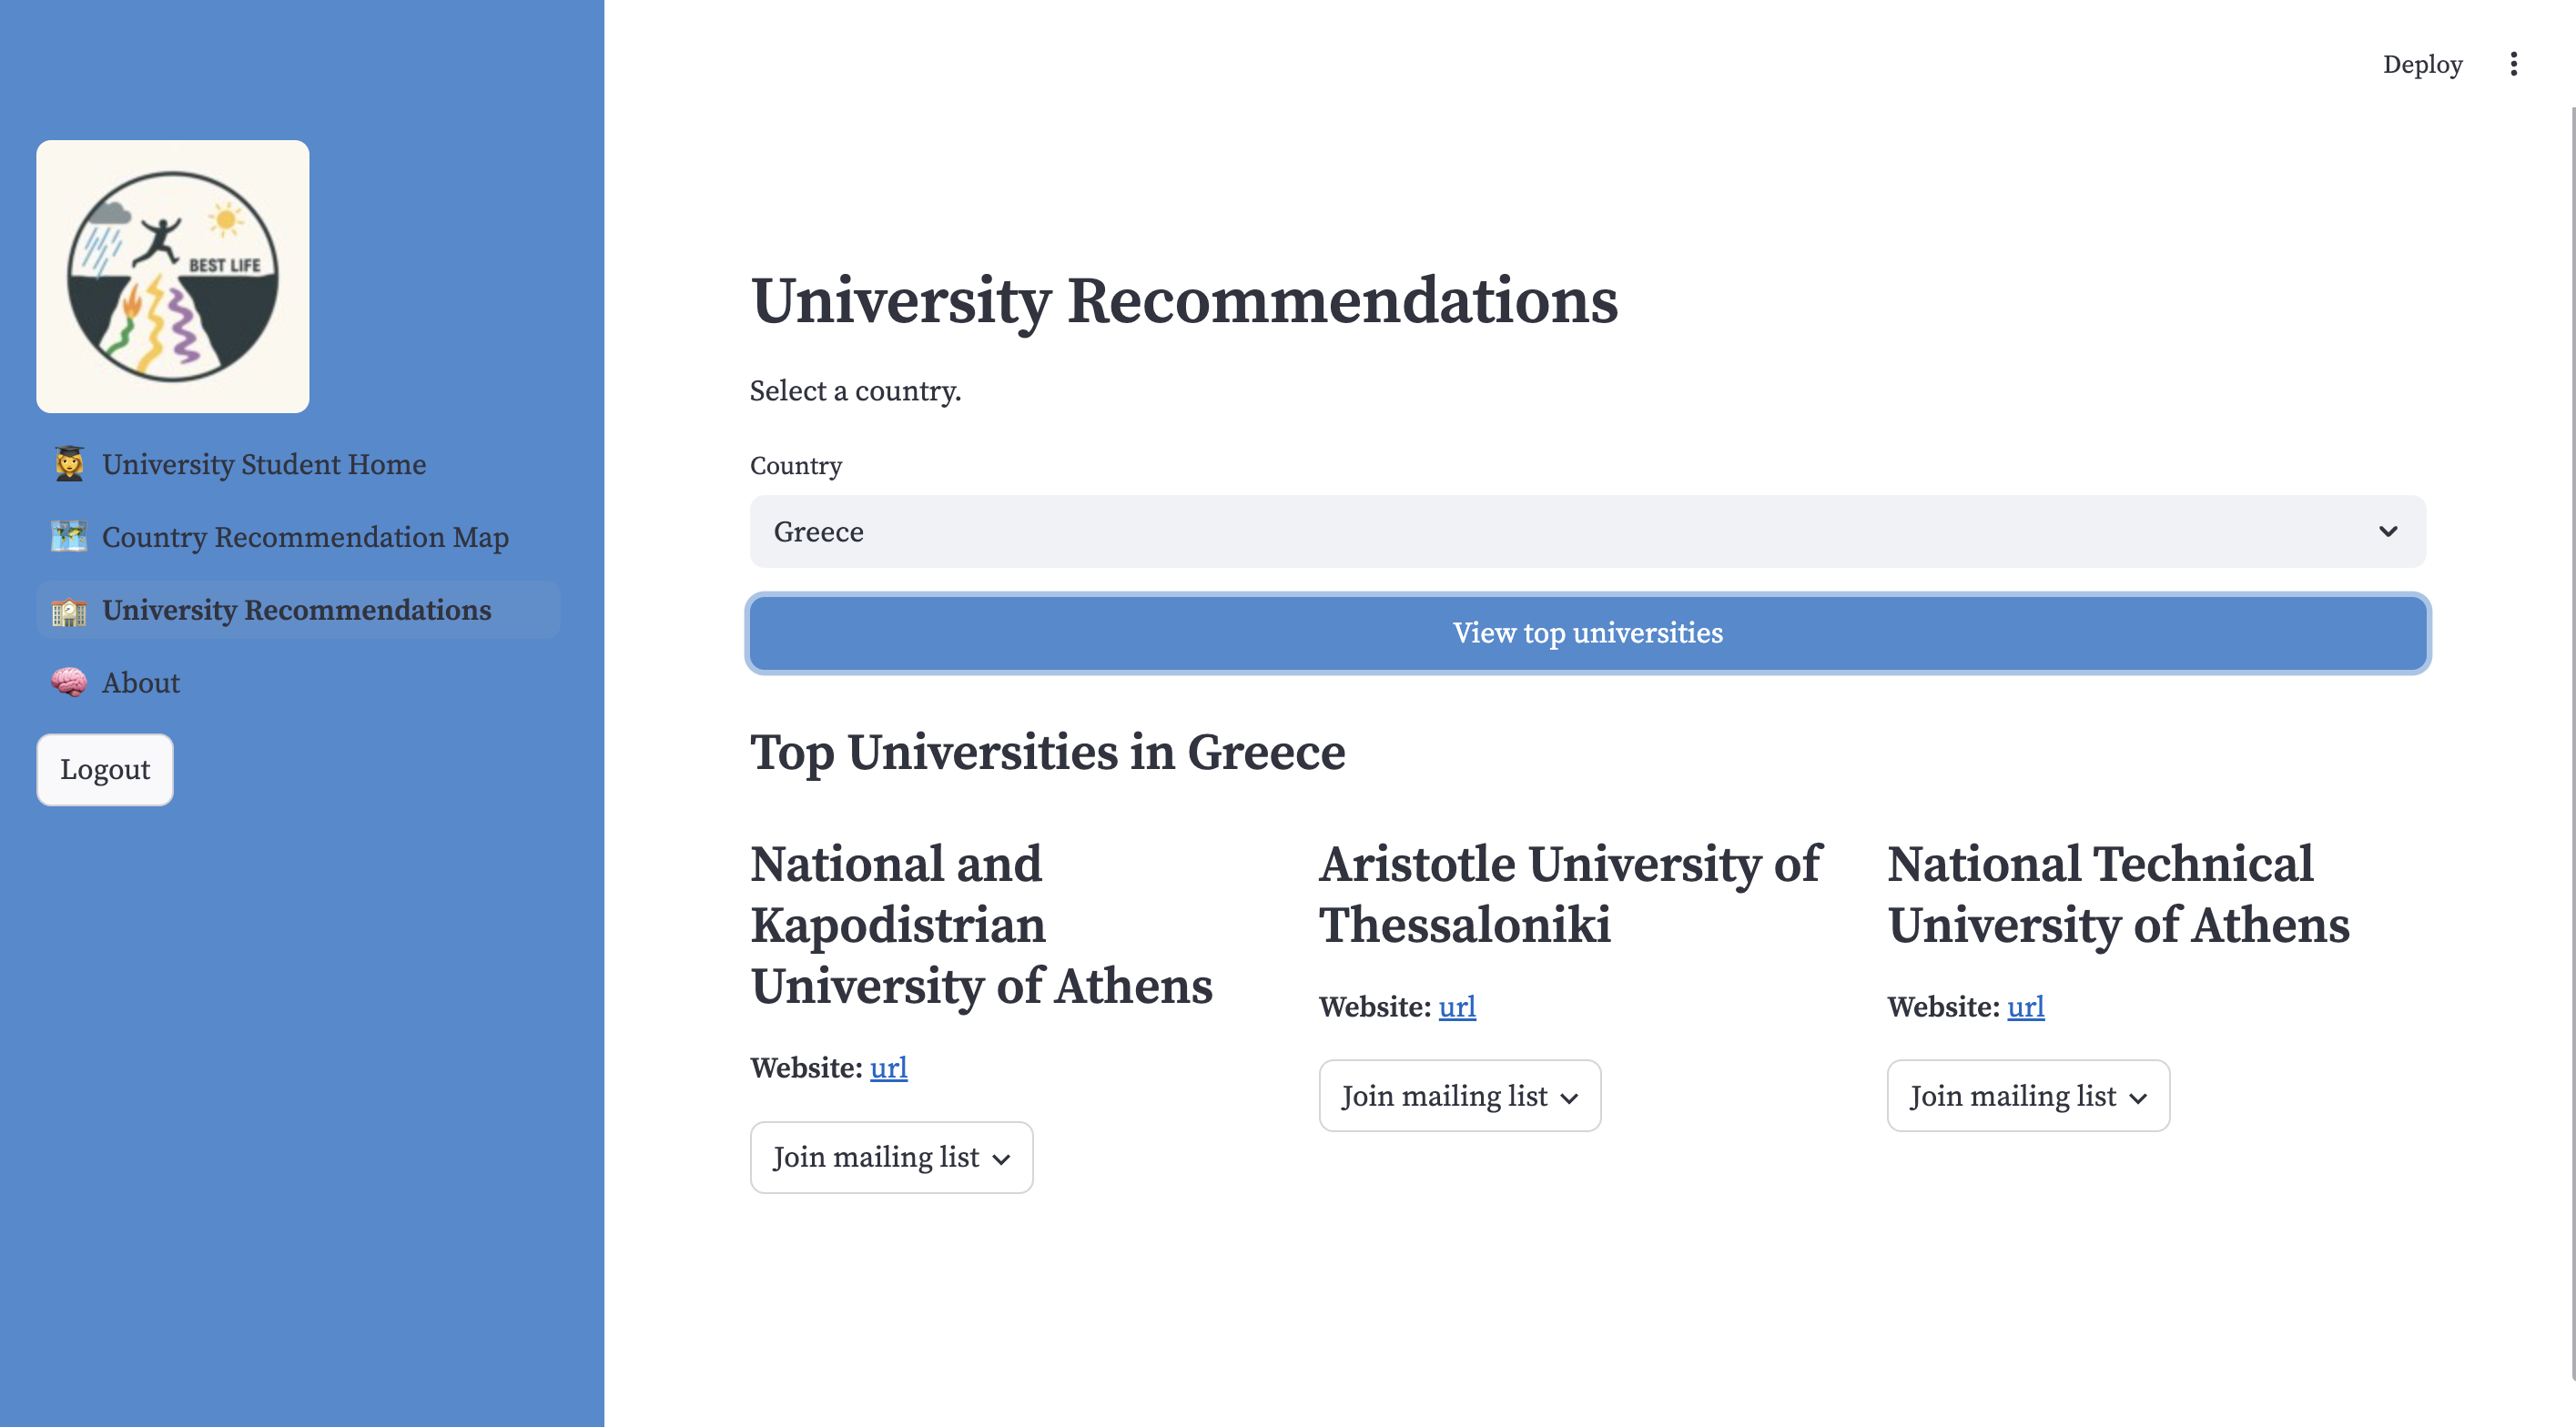 Deploy
BEST LIFE
University Student Home
Country Recommendation Map
University Recommendations
About
Logout
University Recommendations
Select a country.
Country
Greece
View top universities
Top Universities in Greece
National and
Kapodistrian
University of Athens
Website: url
Join mailing list
Aristotle University of
Thessaloniki
Website: url
Join mailing list
National Technical
University of Athens
Website: url
Join mailing list